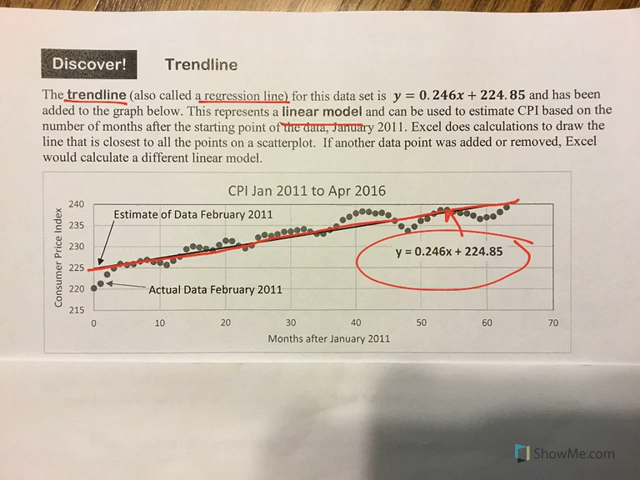 Discover! Trendline
The trendline (also called a regression line) for this data set is y = 0.246x + 224.85 and has been
added to the graph below. This represents a linear model and can be used to estimate CPI based on the
number of months after the starting point of the data, January 2011. Excel does calculations to draw the
line that is closest to all the points on a scatterplot. If another data point was added or removed, Excel
would calculate a different linear model.
CPI Jan 2011 to Apr 2016
Consumer Price Index
240
235
230
225
220
215
Estimate of Data February 2011
y = 0.246x + 224.85
Actual Data February 2011
0 10 20 30 40 50 60 70
Months after January 2011
ShowMe.com